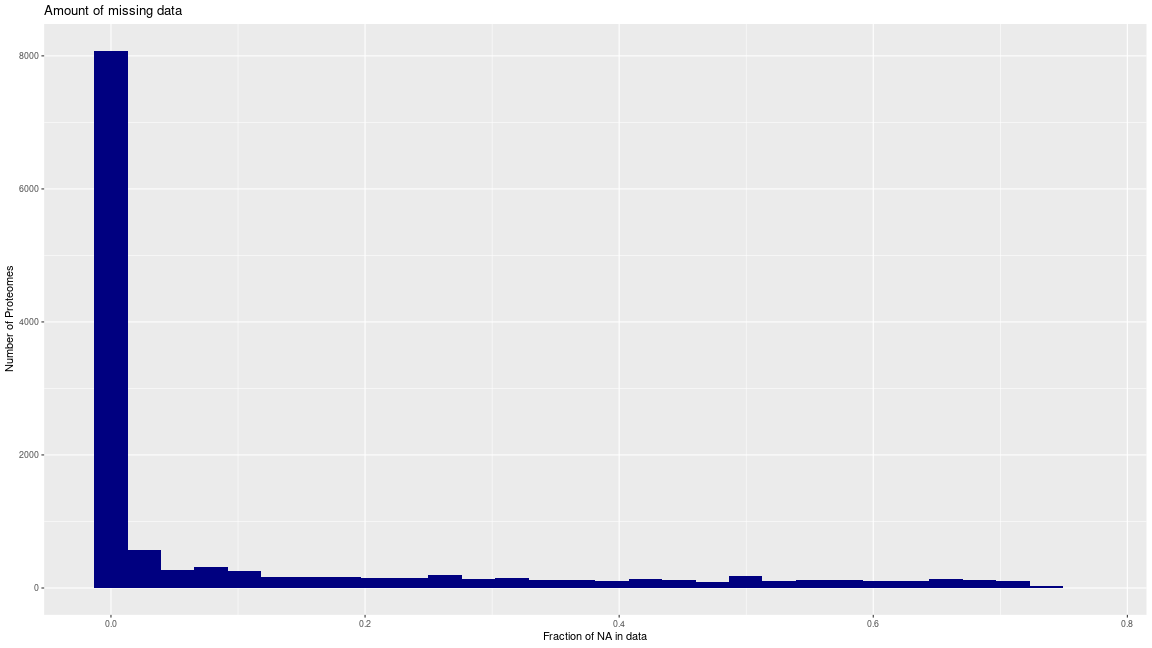 Amount of missing data
Number of Proteomes
8000
6000
4000
2000
0
0.0 0.2 0.4 0.6 0.8
Fraction of NA in data